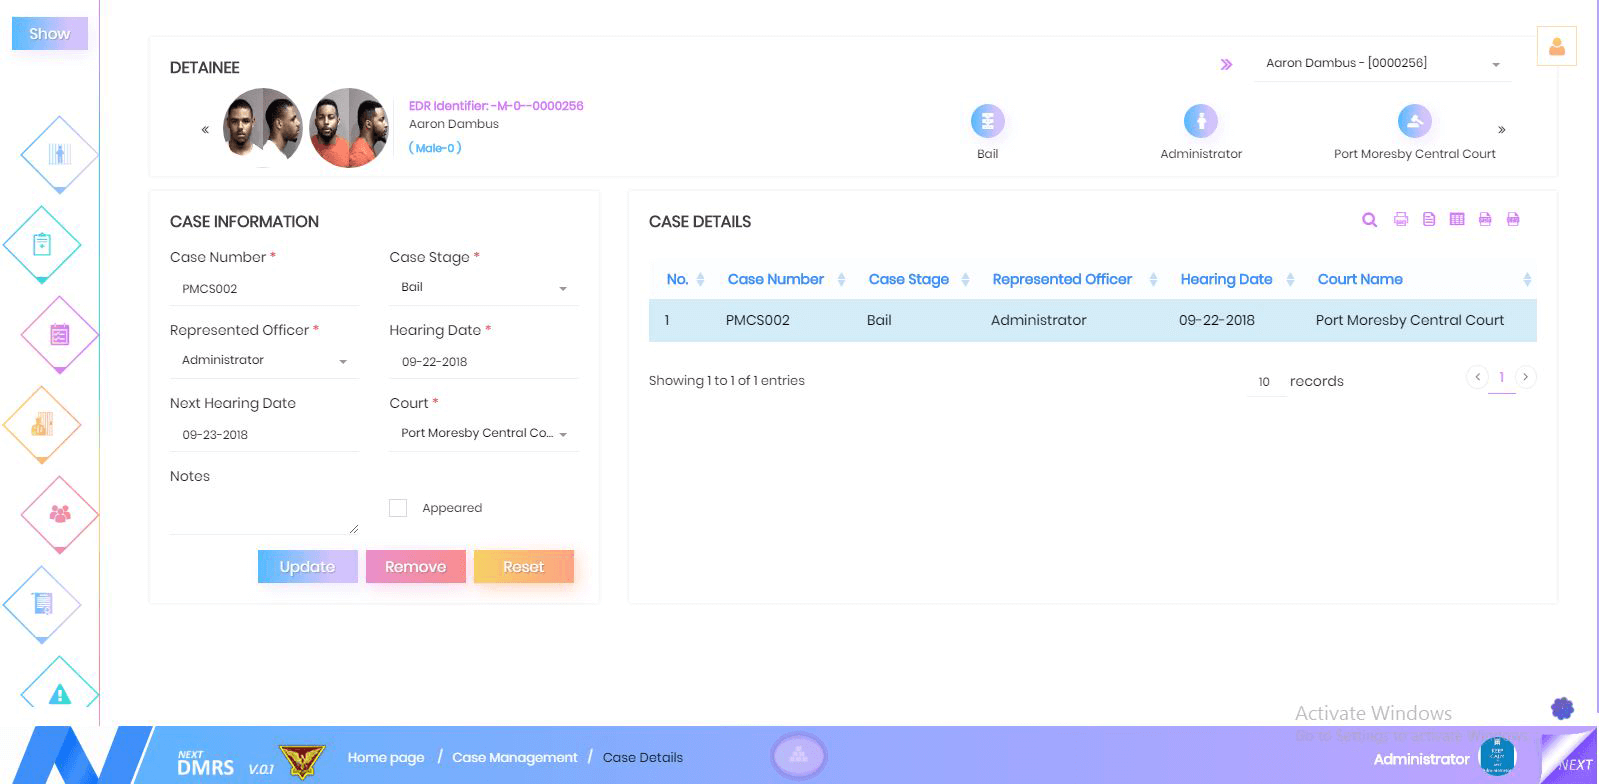 Show
DETAINEE
Aaron Dambus - [0000256]
EDR Identifier: -M-0--0000256
Aaron Dambus
( Male-0 )
Bail
Administrator
Port Moresby Central Court
CASE INFORMATION
Case Number *
Case Stage *
PMCS002
Bail
Represented Officer *
Hearing Date *
Administrator
09-22-2018
Next Hearing Date
Court *
09-23-2018
Port Moresby Central Co...
Notes
Appeared
Update
Remove
Reset
CASE DETAILS
No. Case Number Case Stage Represented Officer Hearing Date Court Name
1 PMCS002 Bail Administrator 09-22-2018 Port Moresby Central Court
Showing 1 to 1 of 1 entries
10 records
1
Activate Windows
Go to Settings to activate Windows.
NEXT
DMRS V.0.1
Home page / Case Management / Case Details
Administrator
KEEP
CALM
NEXT